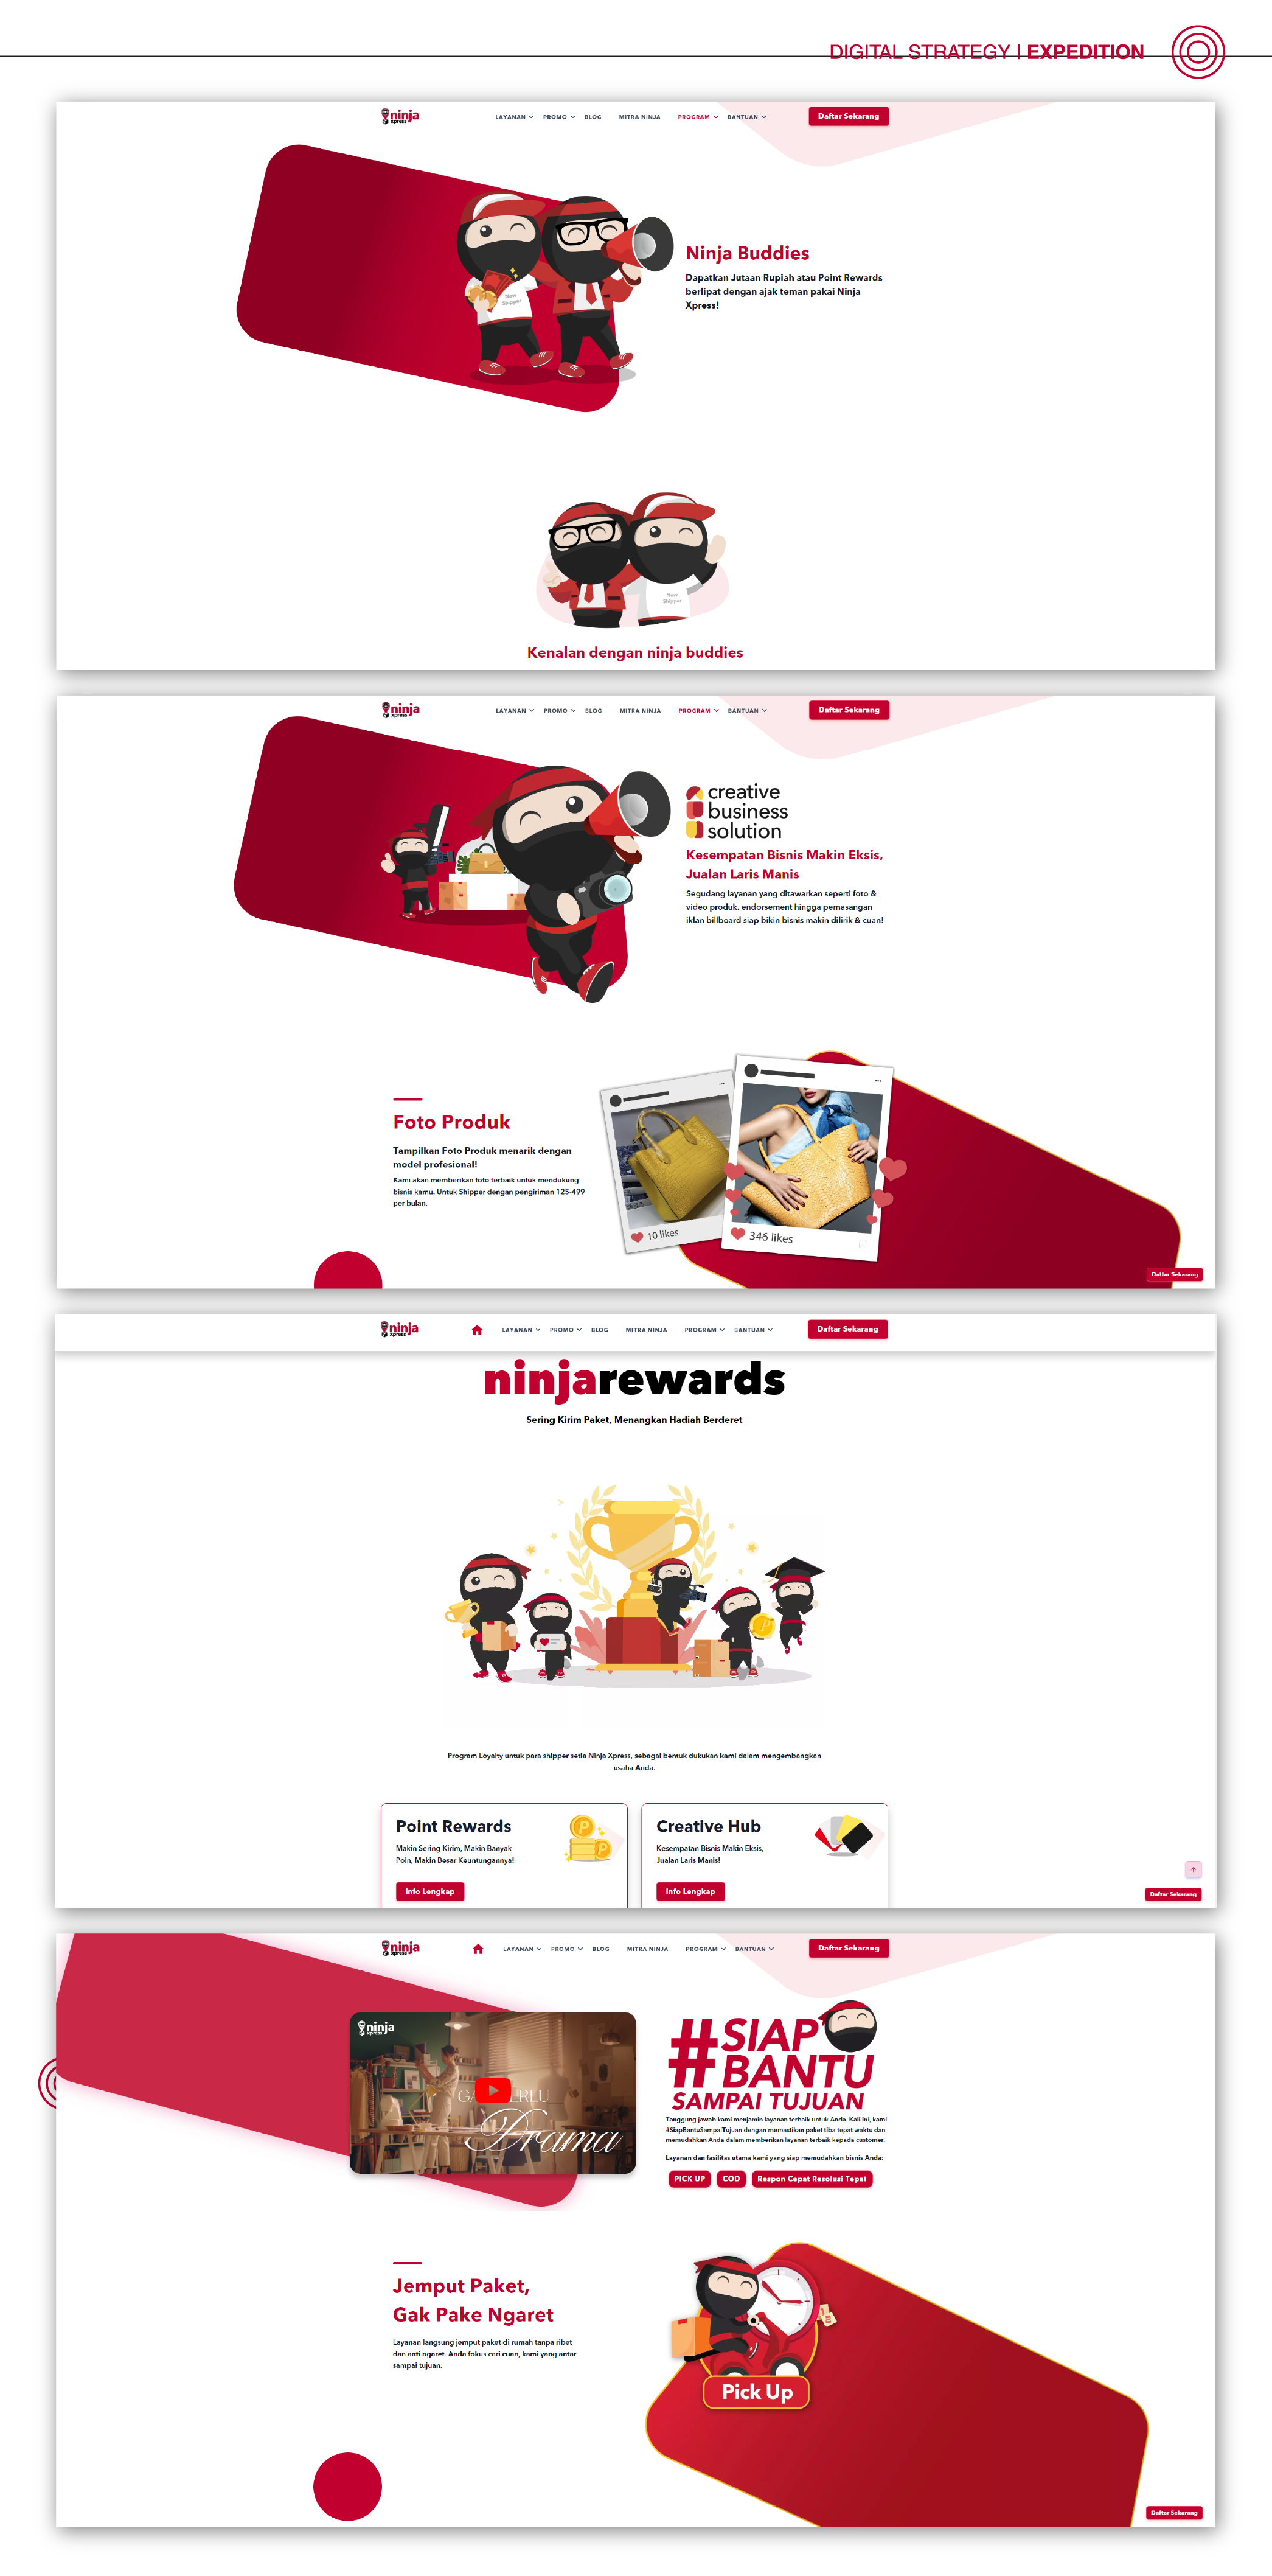 DIGITAL STRATEGY | EXPEDITION
ninja xpress
LAYANAN PROMO BLOG MITRA NINJA PROGRAM BANTUAN Daftar Sekarang
New Shipper
Ninja Buddies
Dapatkan Jutaan Rupiah atau Point Rewards
berlipat dengan ajak teman pakai Ninja
Xpress!
New
Shipper
Kenalan dengan ninja buddies
ninja xpress
LAYANAN PROMO BLOG MITRA NINJA PROGRAM BANTUAN Daftar Sekarang
creative
business
solution
Kesempatan Bisnis Makin Eksis,
Jualan Laris Manis
Segudang layanan yang ditawarkan seperti foto &
video produk, endorsement hingga pemasangan
iklan billboard siap bikin bisnis makin dilirik & cuan!
Foto Produk
Tampilkan Foto Produk menarik dengan
model profesional!
Kami akan memberikan foto terbaik untuk mendukung
bisnis kamu. Untuk Shipper dengan pengiriman 125-499
per bulan.
10 likes
346 likes
Daftar Sekarang
ninja xpress
LAYANAN PROMO BLOG MITRA NINJA PROGRAM BANTUAN Daftar Sekarang
ninjarewards
Sering Kirim Paket, Menangkan Hadiah Berderet
Program Loyalty untuk para shipper setia Ninja Xpress, sebagai bentuk dukukan kami dalam mengembangkan
usaha Anda.
Point Rewards
Makin Sering Kirim, Makin Banyak
Poin, Makin Besar Keuntungannya!
Info Lengkap
Creative Hub
Kesempatan Bisnis Makin Eksis,
Jualan Laris Manis!
Info Lengkap
Daftar Sekarang
ninja xpress
LAYANAN PROMO BLOG MITRA NINJA PROGRAM BANTUAN Daftar Sekarang
ninja xpress
Drama
#SIAP
BANTU
SAMPAI TUJUAN
Tanggung jawab kami menjamin layanan terbaik untuk Anda. Kali ini, kami
#SiapBantuSampaiTujuan dengan memastikan paket tiba tepat waktu dan
memudahkan Anda dalam memberikan layanan terbaik kepada customer.
Layanan dan fasilitas utama kami yang siap memudahkan bisnis Anda:
PICK UP COD Respon Cepat Resolusi Tepat
Jemput Paket,
Gak Pake Ngaret
Layanan langsung jemput paket di rumah tanpa ribet
dan anti ngaret. Anda fokus cari cuan, kami yang antar
sampai tujuan.
Pick Up
Daftar Sekarang